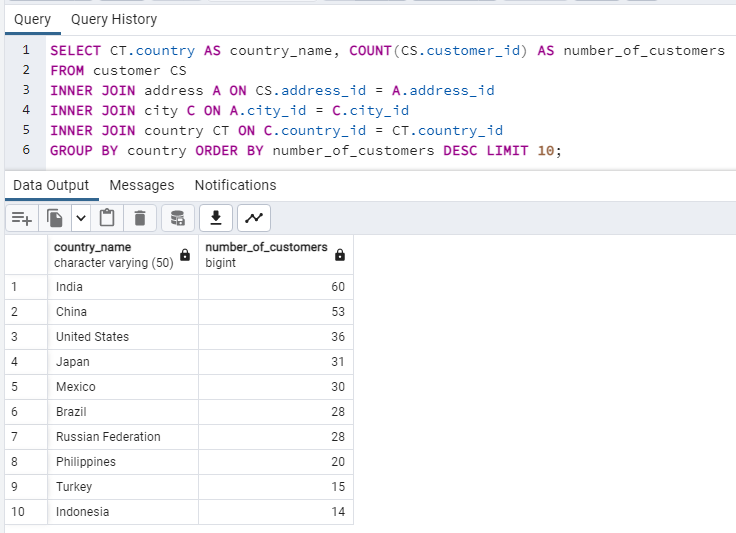 Query Query History
1 SELECT CT.country AS country_name, COUNT(CS.customer_id) AS number_of_customers
2 FROM customer CS
3 INNER JOIN address A ON CS.address_id = A.address_id
4 INNER JOIN city C ON A.city_id = C.city_id
5 INNER JOIN country CT ON C.country_id = CT.country_id
6 GROUP BY country ORDER BY number_of_customers DESC LIMIT 10;
Data Output Messages Notifications
country_name number_of_customers
character varying (50) bigint
1 India 60
2 China 53
3 United States 36
4 Japan 31
5 Mexico 30
6 Brazil 28
7 Russian Federation 28
8 Philippines 20
9 Turkey 15
10 Indonesia 14